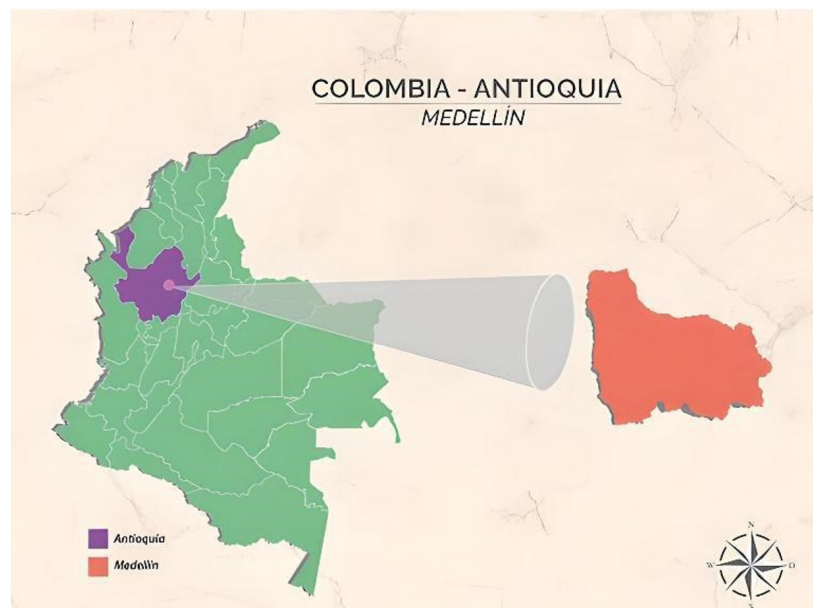 COLOMBIA - ANTIOQUIA
MEDELLÍN
Antioquia
Medellín
N
W
O